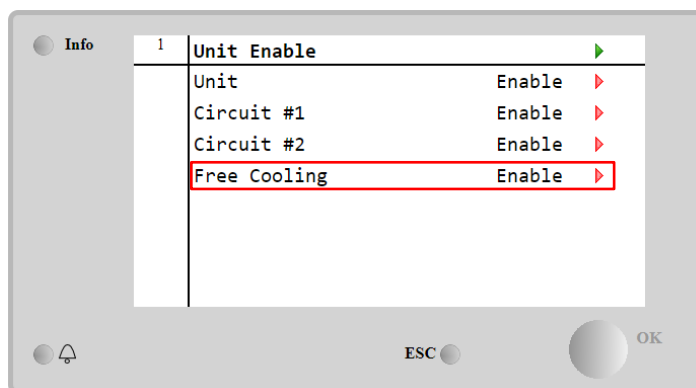 Info
1 Unit Enable
Unit Enable
Circuit #1 Enable
Circuit #2 Enable
Free Cooling Enable
ESC
OK